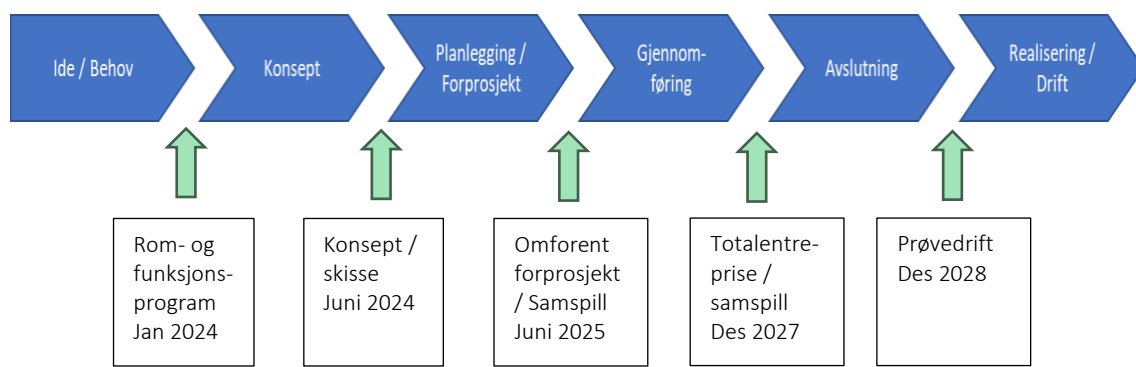 Ide / Behov
Konsept
Planlegging /
Forprosjekt
Gjennom-
føring
Avslutning
Realisering /
Drift
Rom- og
funksjons-
program
Jan 2024
Konsept /
skisse
Juni 2024
Omforent
forprosjekt
/ Samspill
Juni 2025
Totalentre-
prise /
samspill
Des 2027
Prøvedrift
Des 2028